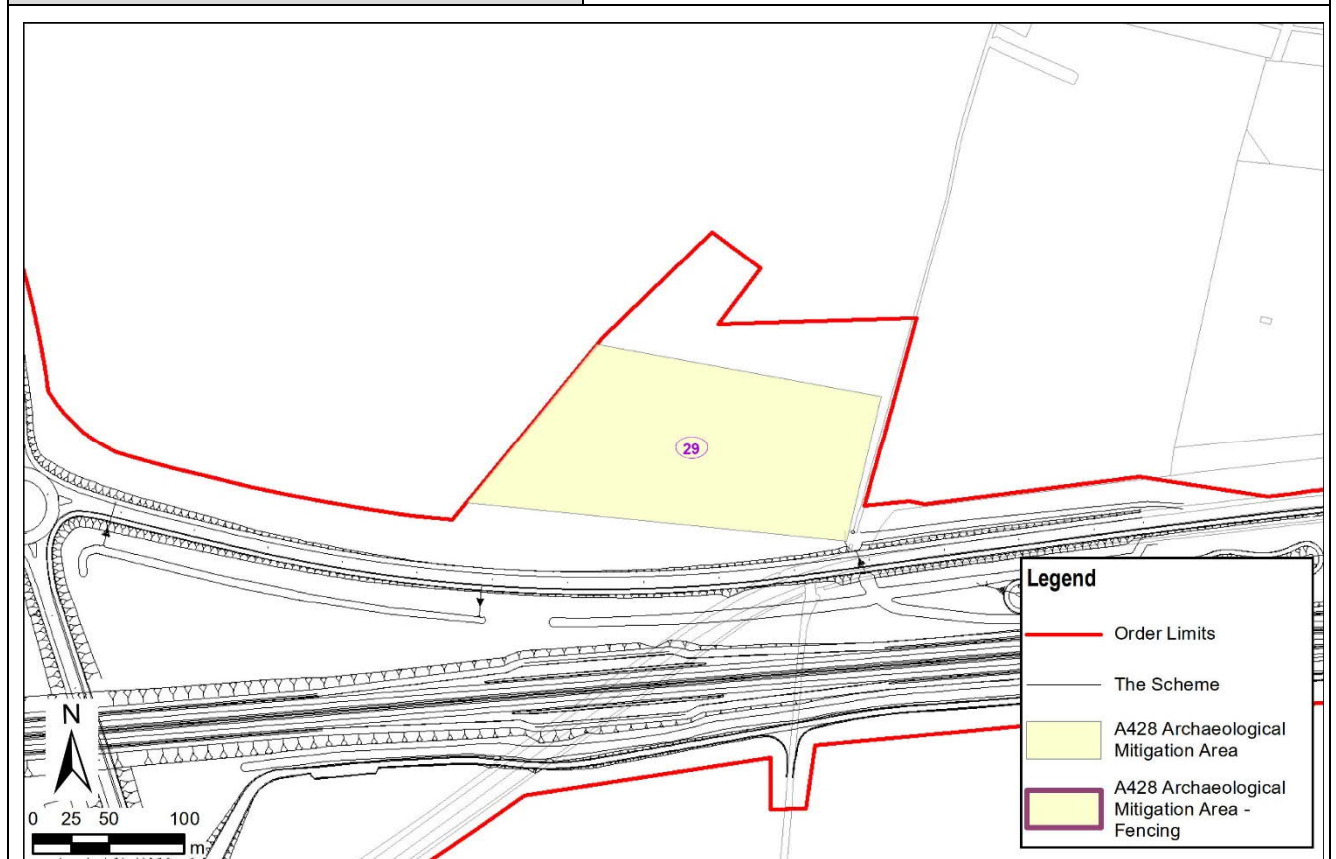 29
Legend
Order Limits
The Scheme
A428 Archaeological
Mitigation Area
A428 Archaeological
Mitigation Area -
Fencing
N
0 25 50 100
m